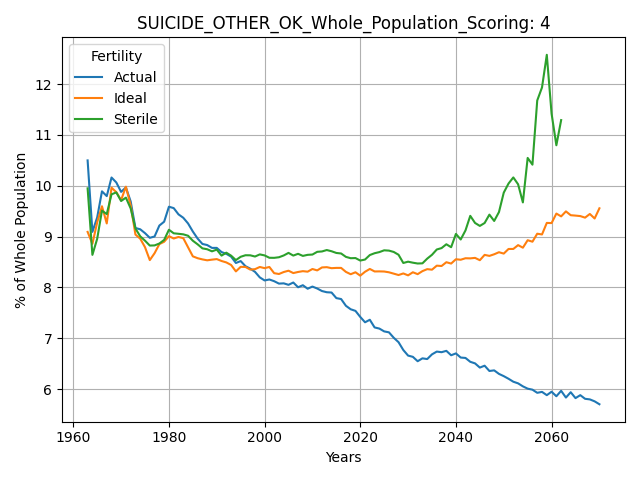 SUICIDE_OTHER_OK_Whole_Population_Scoring: 4
Fertility
Actual
Ideal
Sterile
% of Whole Population
12
11
10
9
8
7
6
1960
1980
2000
2020
2040
2060
Years